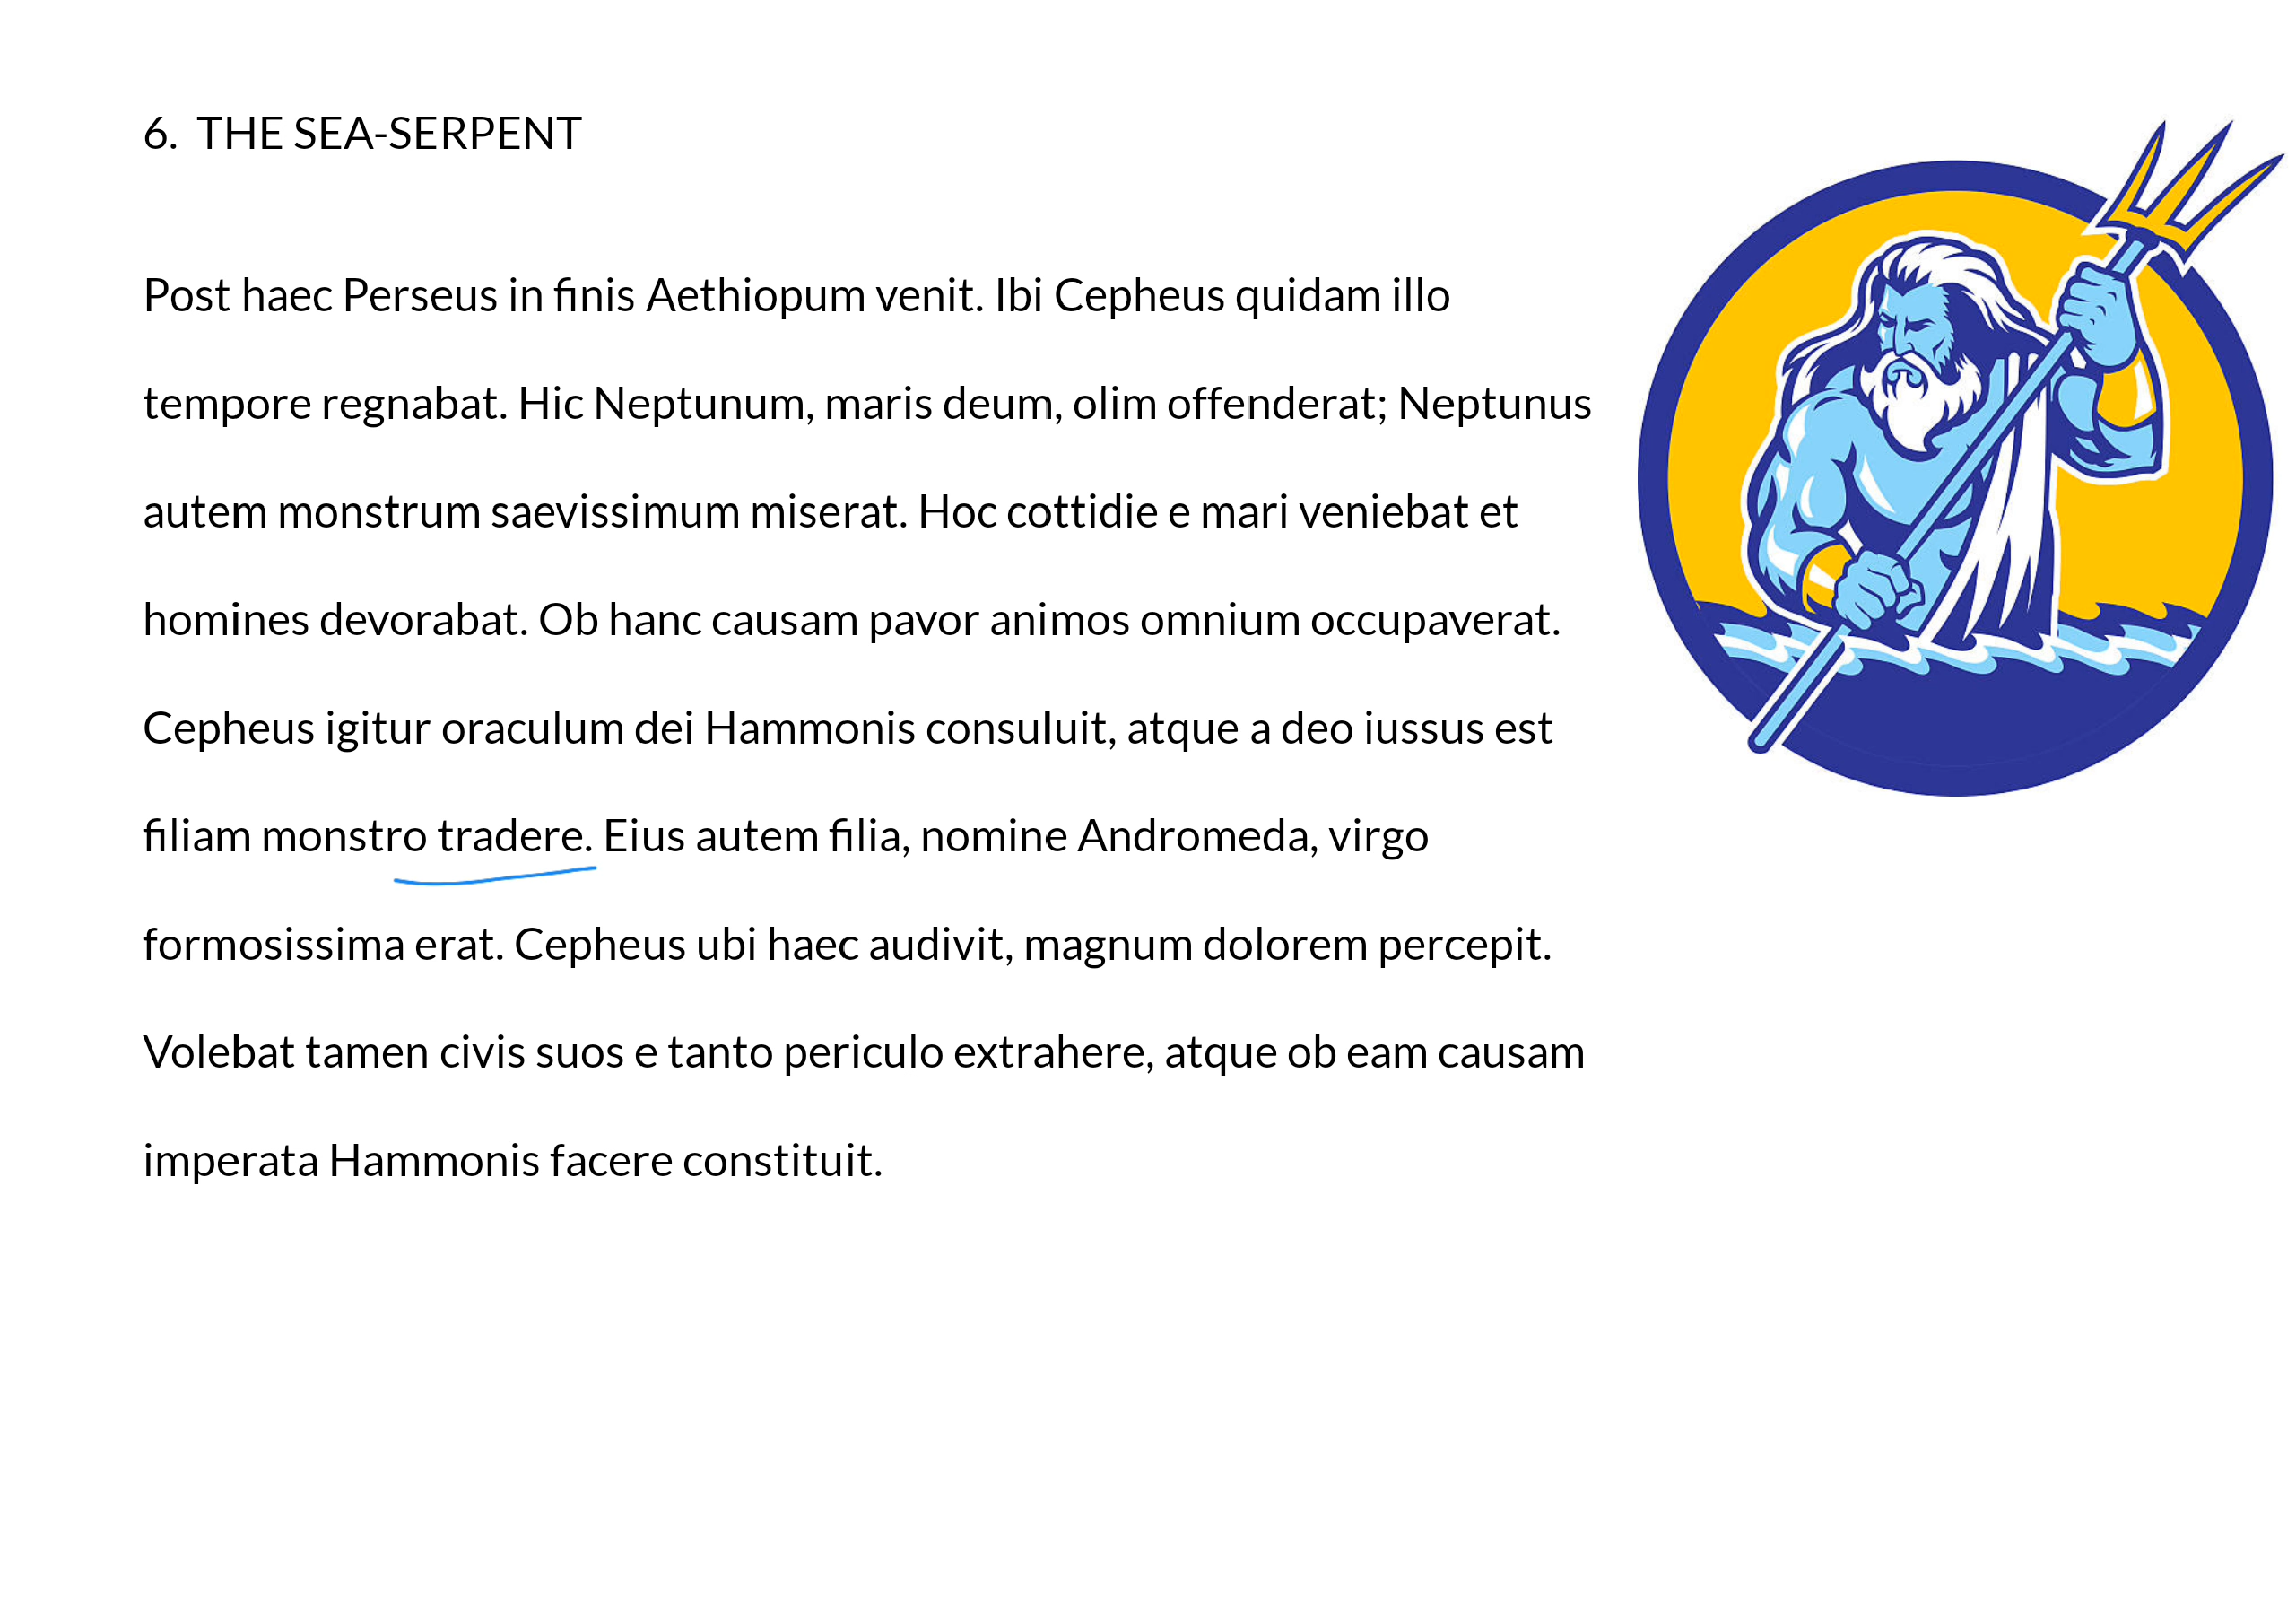 6. THE SEA-SERPENT
Post haec Perseus in finis Aethiopum venit. Ibi Cepheus quidam illo
tempore regnabat. Hic Neptunum, maris deum, olim offenderat; Neptunus
autem monstrum saevissimum miserat. Hoc cottidie e mari veniebat et
homines devorabat. Ob hanc causam pavor animos omnium occupaverat.
Cepheus igitur oraculum dei Hammonis consuluit, atque a deo iussus est
filiam monstro tradere. Eius autem filia, nomine Andromeda, virgo
formosissima erat. Cepheus ubi haec audivit, magnum dolorem percepit.
Volebat tamen civis suos e tanto periculo extrahere, atque ob eam causam
imperata Hammonis facere constituit.